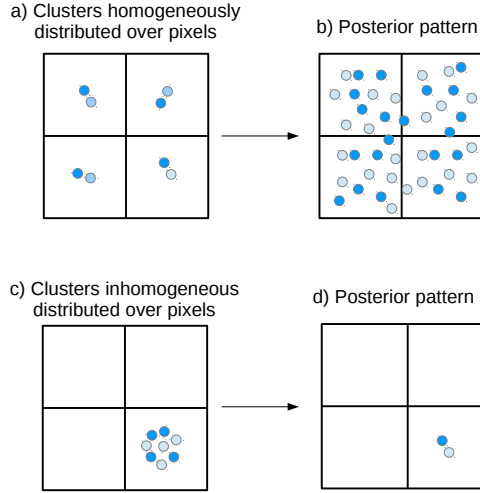 a) Clusters homogeneously
distributed over pixels
b) Posterior pattern
c) Clusters inhomogeneous
distributed over pixels
d) Posterior pattern